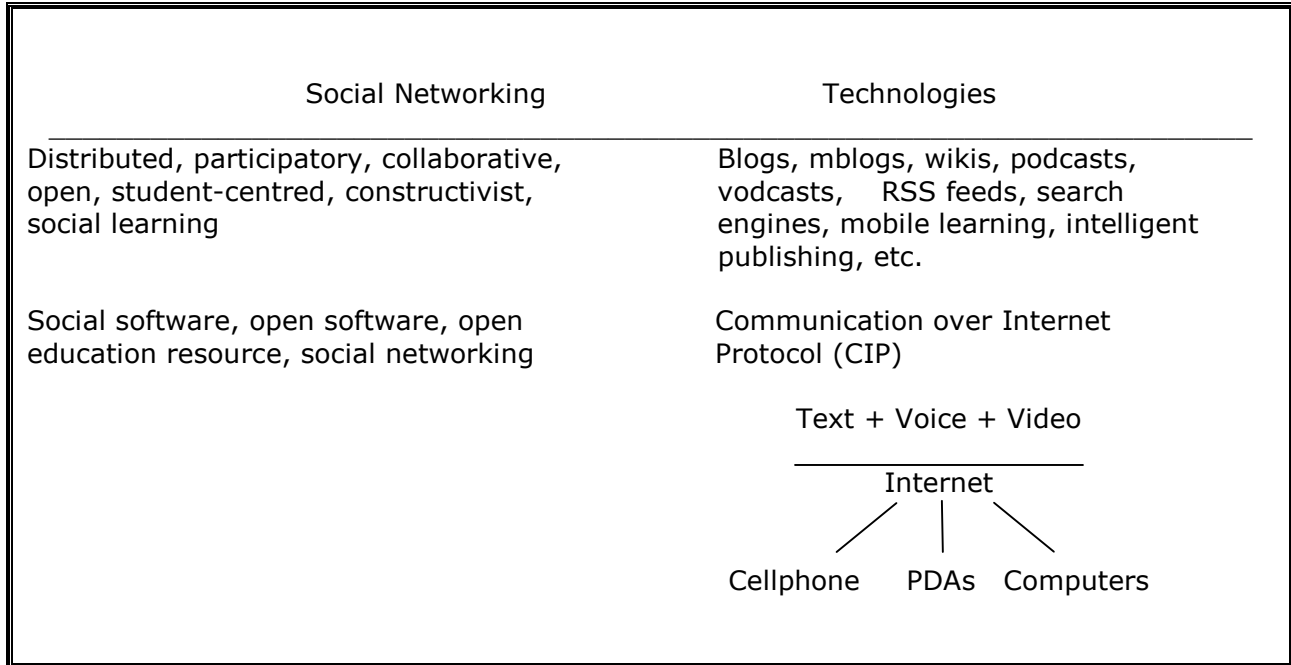 Social Networking Technologies
Distributed, participatory, collaborative,
open, student-centred, constructivist,
social learning
Blogs, mblogs, wikis, podcasts,
vodcasts, RSS feeds, search
engines, mobile learning, intelligent
publishing, etc.
Social software, open software, open
education resource, social networking
Communication over Internet
Protocol (CIP)
Text + Voice + Video
Internet
Cellphone PDAs Computers